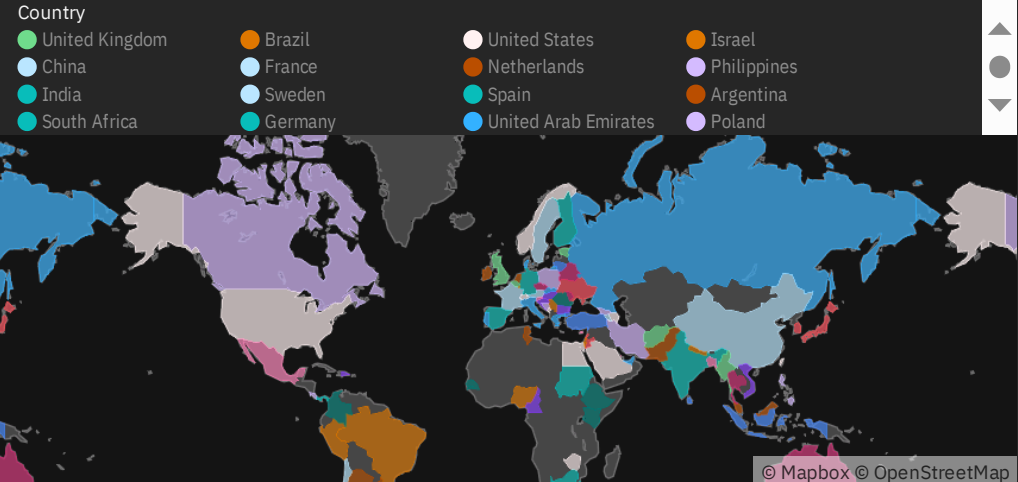 Country
United Kingdom Brazil United States Israel
China France Netherlands Philippines
India Sweden Spain Argentina
South Africa Germany United Arab Emirates Poland
© Mapbox © OpenStreetMap